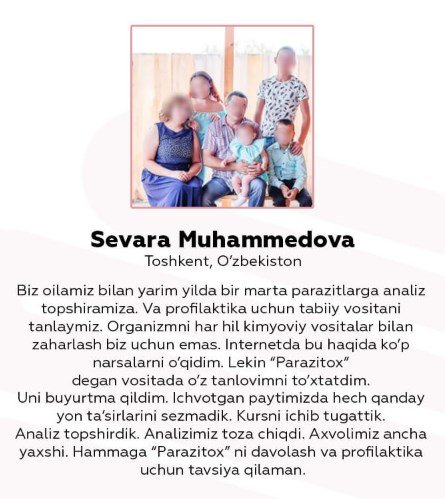 Sevara Muhammedova
Toshkent, O‘zbekiston
Biz oilamiz bilan yarim yilda bir marta parazitlarga analiz
topshiramiza. Va profilaktika uchun tabiiy vositani
tanlaymiz. Organizmni har hil kimyoviy vositalar bilan
zaharlash biz uchun emas. Internetda bu haqida ko‘p
narsalarni o‘qidim. Lekin “Parazitox”
degan vositada o‘z tanlovimni to‘xtatdim.
Uni buyurtma qildim. Ichvotgan paytimizda hech qanday
yon ta’sirlarini sezmadik. Kursni ichib tugattik.
Analiz topshirdik. Analizimiz toza chiqdi. Axvolimiz ancha
yaxshi. Hammaga “Parazitox” ni davolash va profilaktika
uchun tavsiya qilaman.